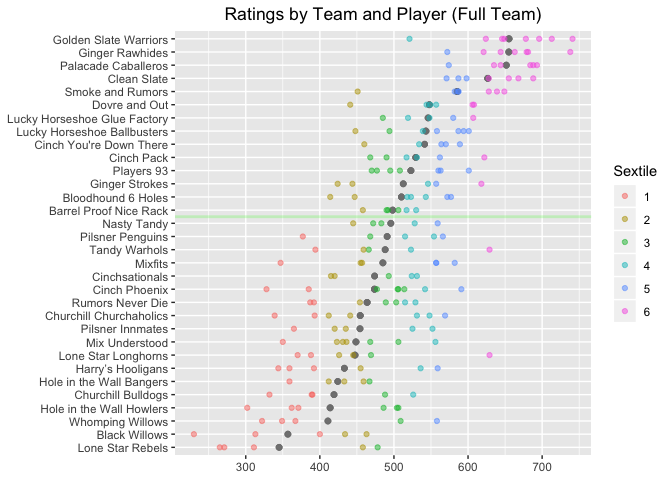 Ratings by Team and Player (Full Team)
Golden Slate Warriors
Ginger Rawhides
Palacade Caballeros
Clean Slate
Smoke and Rumors
Dovre and Out
Lucky Horseshoe Glue Factory
Lucky Horseshoe Ballbusters
Cinch You're Down There
Cinch Pack
Players 93
Ginger Strokes
Bloodhound 6 Holes
Barrel Proof Nice Rack
Nasty Tandy
Pilsner Penguins
Tandy Warhols
Mixfits
Cinchsationals
Cinch Phoenix
Rumors Never Die
Churchill Churchaholics
Pilsner Innmates
Mix Understood
Lone Star Longhorns
Harry's Hooligans
Hole in the Wall Bangers
Churchill Bulldogs
Hole in the Wall Howlers
Whomping Willows
Black Willows
Lone Star Rebels
300 400 500 600 700
Sextile
1
2
3
4
5
6